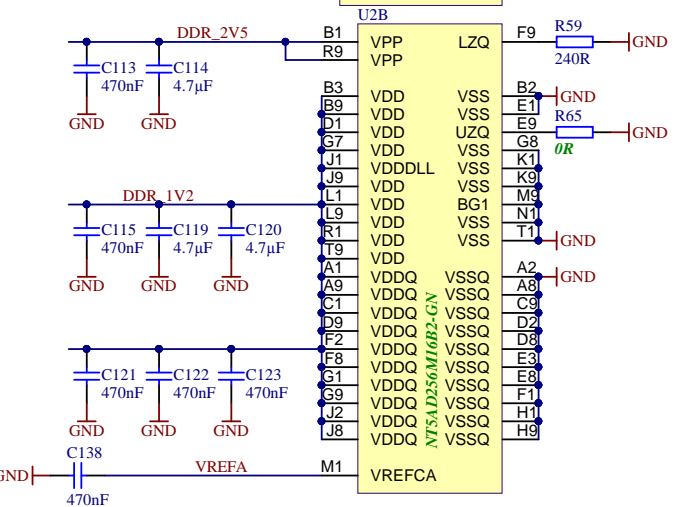 U2B
DDR_2V5
B1 VPP LZQ F9 R59 GND
R9 VPP 240R
C113 C114
470nF 4.7µF
GND GND
B3 VDD VSS B2 GND
B9 VDD VSS E1 R65
D1 VDD UZQ E9 GND
G7 VDD VSS G8 0R
J1 VDDDLL VSS K1
J9 VDD VSS K9
DDR_1V2 L1 VDD BG1 M9
L9 VDD VSS N1
R1 VDD VSS T1 GND
T9 VDD
C115 C119 C120
470nF 4.7µF 4.7µF
GND GND GND
A1 VDDQ VSSQ A2 GND
A9 VDDQ VSSQ A8
C1 VDDQ VSSQ C9
D9 VDDQ VSSQ D2
F2 VDDQ VSSQ D8
F8 VDDQ VSSQ E3
G1 VDDQ VSSQ E8
G9 VDDQ VSSQ F1
J2 VDDQ VSSQ H1
J8 VDDQ VSSQ H9
NT5AD256M16B2-GN
C121 C122 C123
470nF 470nF 470nF
GND GND GND
C138
GND VREFA M1 VREFCA
470nF